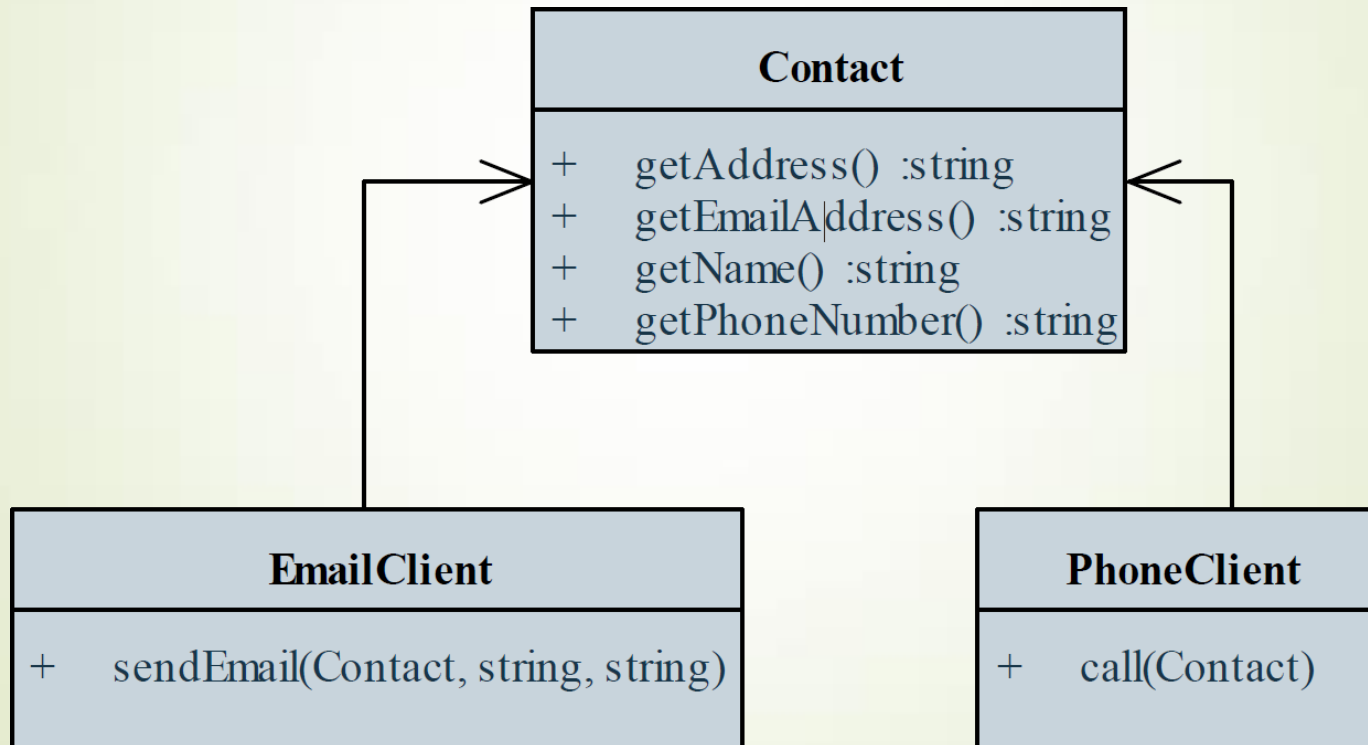 Contact
+ getAddress() :string
+ getEmailAddress() :string
+ getName() :string
+ getPhoneNumber() :string
EmailClient
+ sendEmail(Contact, string, string)
PhoneClient
+ call(Contact)